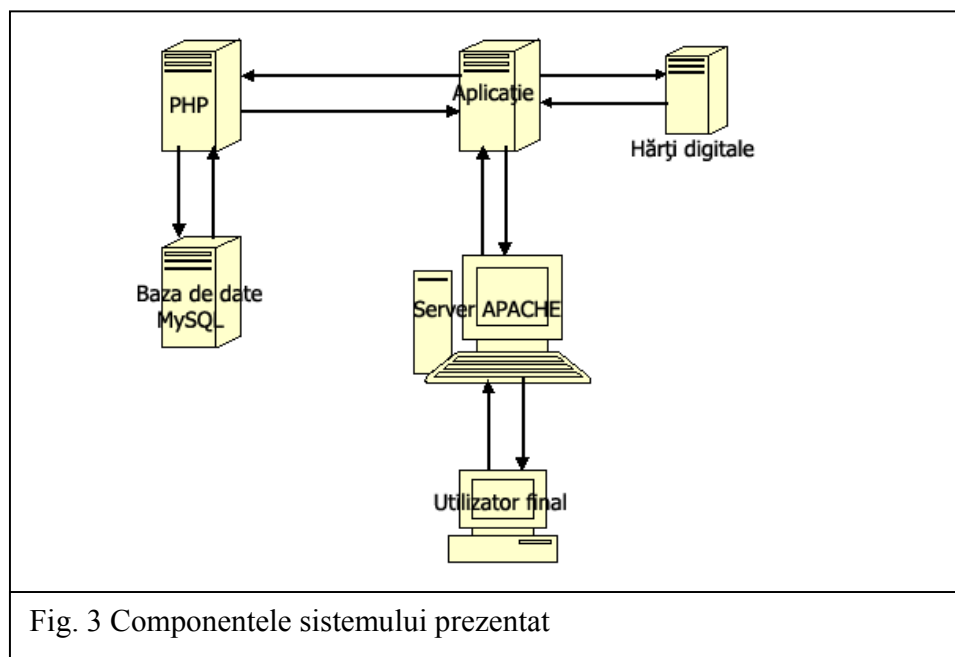 PHP
Aplicaţie
Hărţi digitale
Baza de date
MySQL
Server APACHE
Utilizator final
Fig. 3 Componentele sistemului prezentat